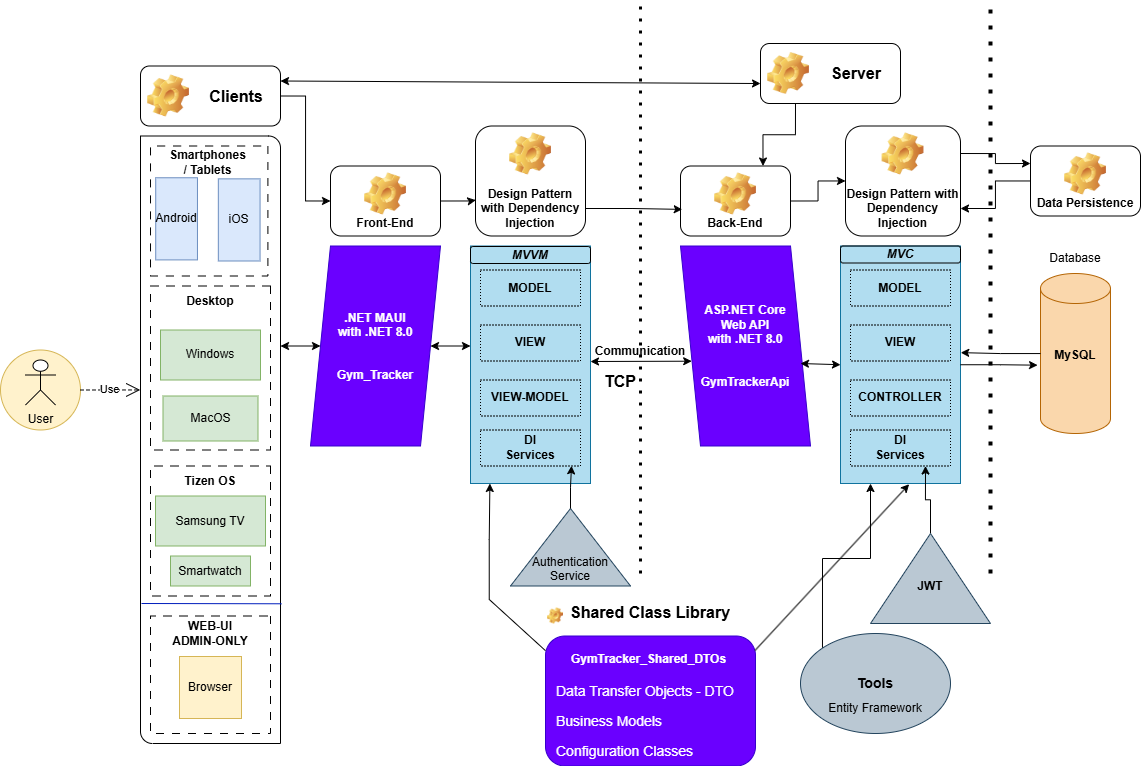 Clients
Server
Smartphones
/ Tablets
Android
iOS
Desktop
Windows
MacOS
Tizen OS
Samsung TV
Smartwatch
WEB-UI
ADMIN-ONLY
Browser
User
Use
Front-End
.NET MAUI
with .NET 8.0
Gym_Tracker
Design Pattern
with Dependency
Injection
MVVM
MODEL
VIEW
VIEW-MODEL
DI
Services
Authentication
Service
Communication
TCP
Back-End
ASP.NET Core
Web API
with .NET 8.0
GymTrackerApi
Design Pattern with
Dependency
Injection
MVC
MODEL
VIEW
CONTROLLER
DI
Services
JWT
Tools
Entity Framework
Data Persistence
Database
MySQL
Shared Class Library
GymTracker_Shared_DTOs
Data Transfer Objects - DTO
Business Models
Configuration Classes